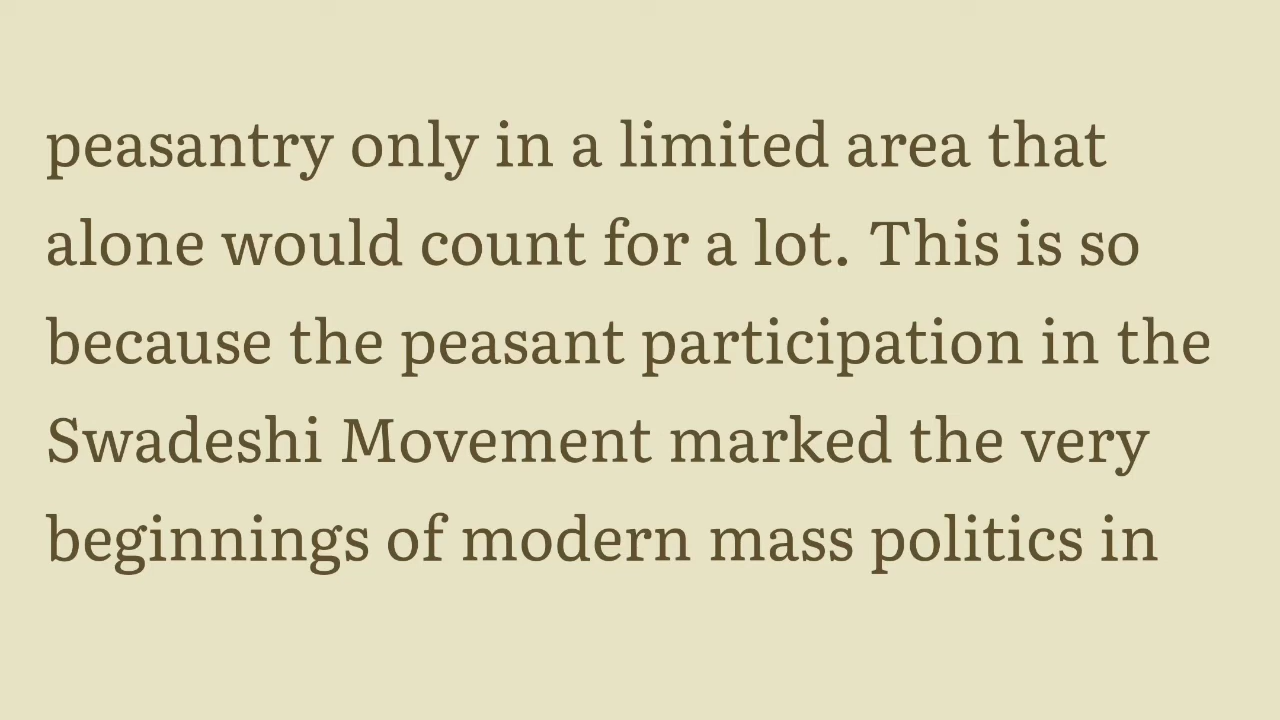 peasantry only in a limited area that
alone would count for a lot. This is so
because the peasant participation in the
Swadeshi Movement marked the very
beginnings of modern mass politics in